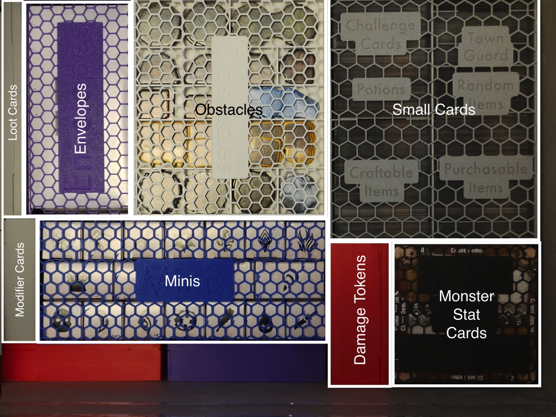 Loot Cards
Envelopes
Obstacles
Challenge
Cards
Town
Guard
Potions
Random
Items
Small Cards
Craftable
Items
Purchasable
Items
Modifier Cards
Minis
Damage Tokens
Monster
Stat
Cards